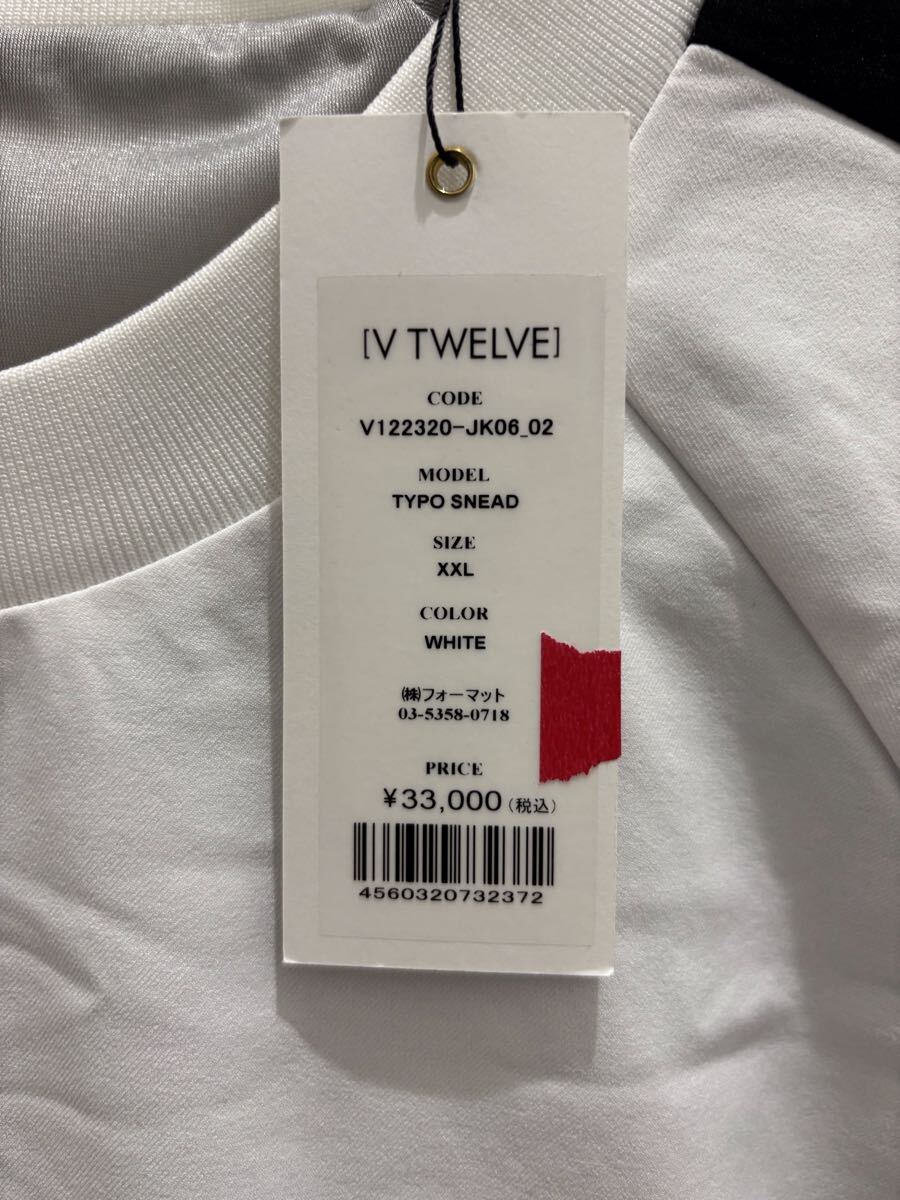 [V TWELVE]
CODE
V122320-JK06_02
MODEL
TYPO SNEAD
SIZE
XXL
COLOR
WHITE
㈱フォーマット
03-5358-0718
PRICE
¥33,000(税込)
4560320732372